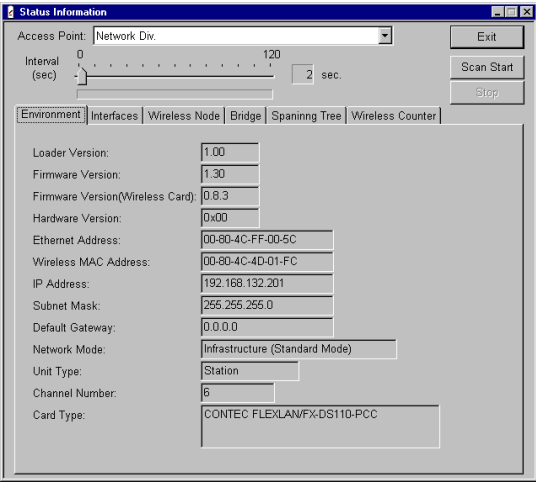 Status Information
Access Point: Network Div.
Exit
Interval (sec)
0 120
2 sec.
Scan Start
Stop
Environment Interfaces Wireless Node Bridge Spaninng Tree Wireless Counter
Loader Version: 1.00
Firmware Version: 1.30
Firmware Version(Wireless Card): 0.8.3
Hardware Version: 0x00
Ethernet Address: 00-80-4C-FF-00-5C
Wireless MAC Address: 00-80-4C-4D-01-FC
IP Address: 192.168.132.201
Subnet Mask: 255.255.255.0
Default Gateway: 0.0.0.0
Network Mode: Infrastructure (Standard Mode)
Unit Type: Station
Channel Number: 6
Card Type: CONTEC FLEXLAN/FX-DS110-PCC